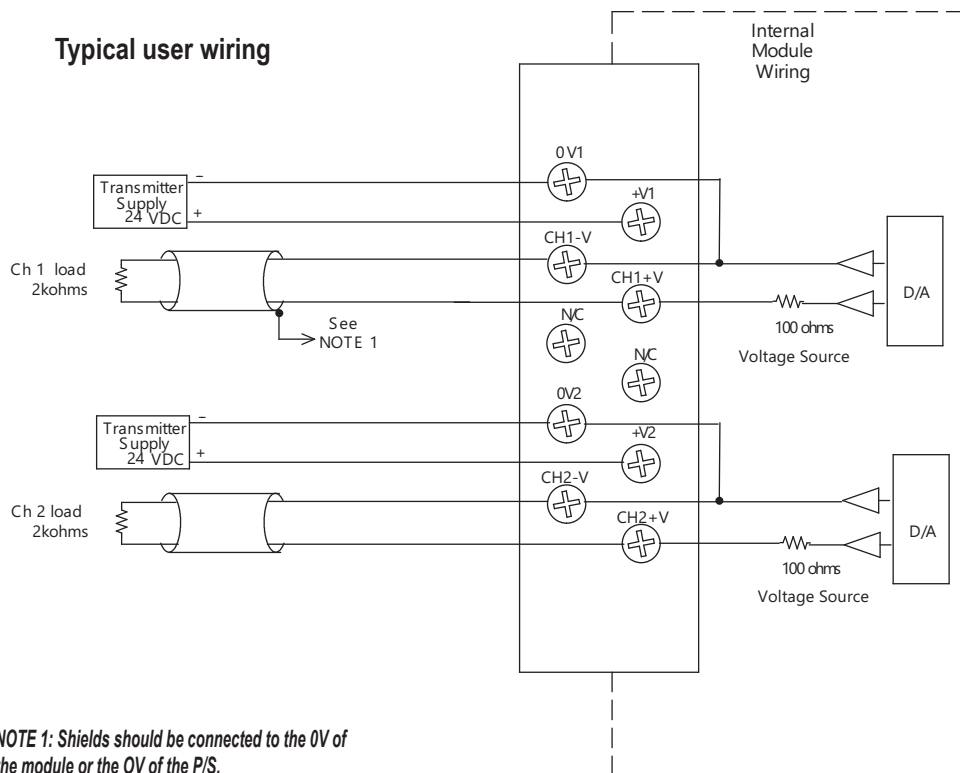 Typical user wiring
Internal
Module
Wiring
0V1
Transmitter
Supply
24 VDC
–
+
+V1
CH1-V
Ch 1 load
2kohms
CH1+V
D/A
See
NOTE 1
N/C
100 ohms
Voltage Source
N/C
0V2
Transmitter
Supply
24 VDC
–
+
+V2
CH2-V
Ch 2 load
2kohms
CH2+V
D/A
100 ohms
Voltage Source
NOTE 1: Shields should be connected to the 0V of
the module or the OV of the P/S.